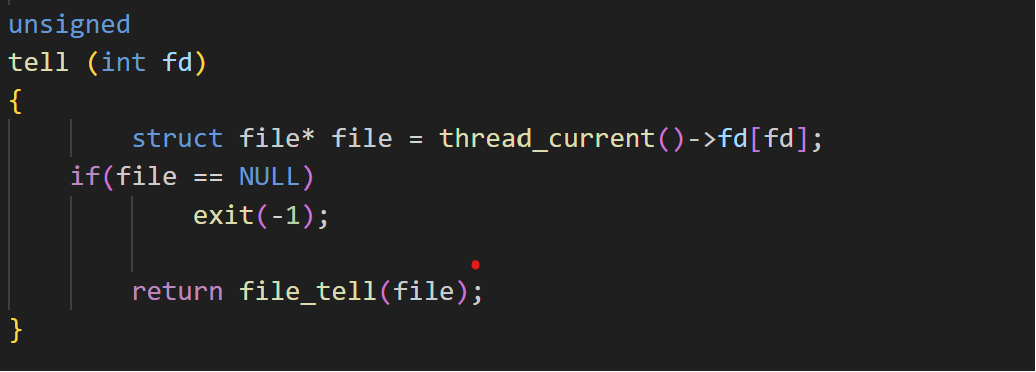 unsigned
tell (int fd)
{
struct file* file = thread_current()->fd[fd];
if(file == NULL)
exit(-1);
return file_tell(file);
}